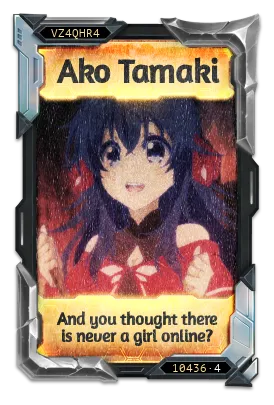 VZ4QHR4
Ako Tamaki
And you thought there
is never a girl online?
10436·4